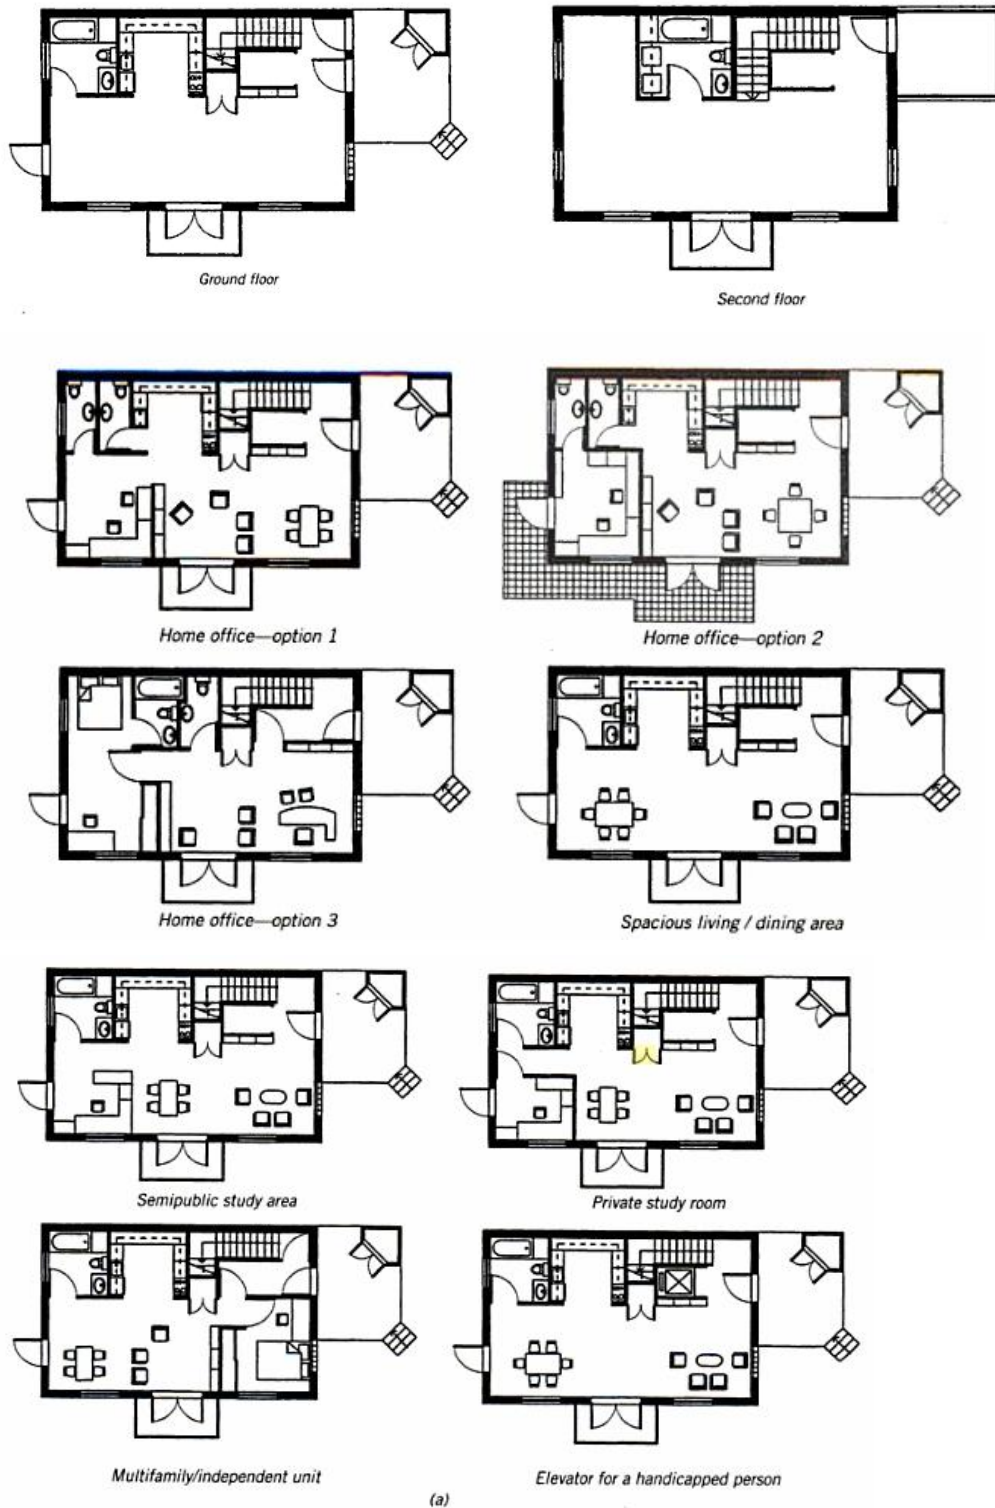 Ground floor
Second floor
Home office—option 1
Home office—option 2
Home office—option 3
Spacious living / dining area
Semipublic study area
Private study room
Multifamily/independent unit
Elevator for a handicapped person
(a)